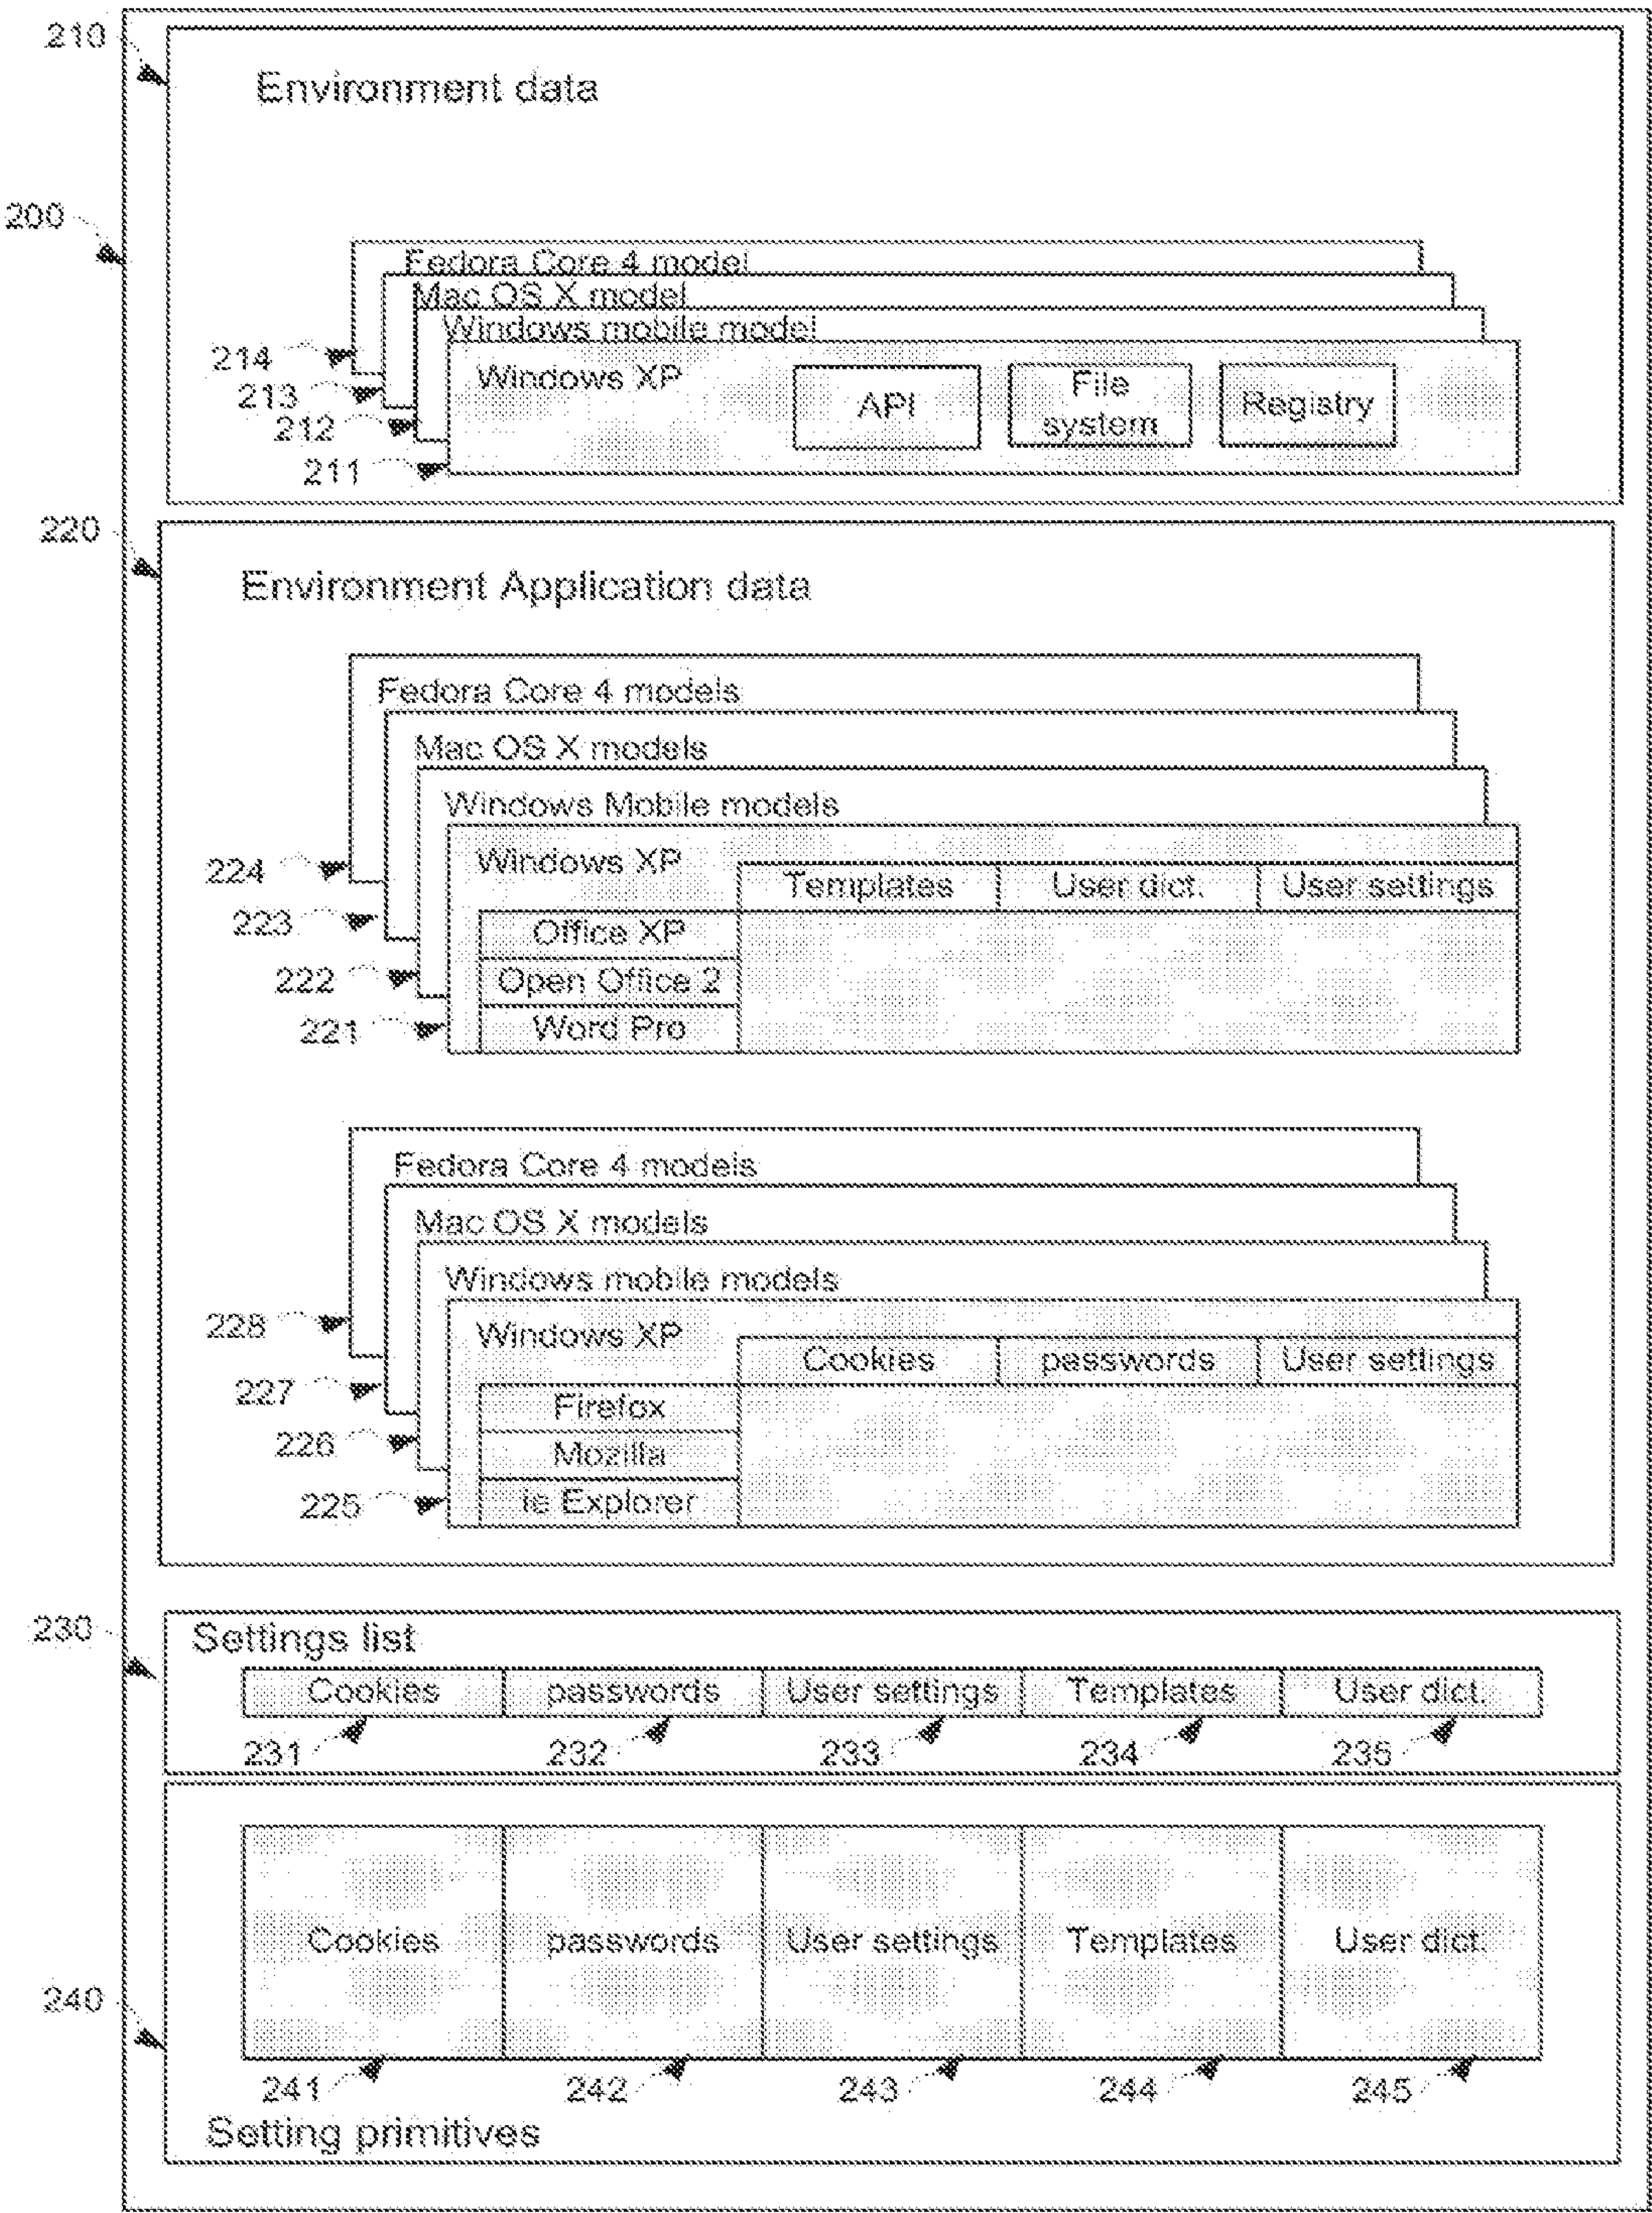 210
Environment data
200
Fedora Core 4 model
Mac OS X model
Windows mobile model
214
213
212
211
Windows XP
API
File
system
Registry
220
Environment Application data
Fedora Core 4 models
Mac OS X models
Windows Mobile models
Windows XP
Templates
User dict.
User settings
224
223
222
221
Office XP
Open Office 2
Word Pro
Fedora Core 4 models
Mac OS X models
Windows mobile models
Windows XP
Cookies
passwords
User settings
228
227
226
225
Firefox
Mozilla
ie Explorer
230
Settings list
Cookies
passwords
User settings
Templates
User dict.
231
232
233
234
235
Cookies
passwords
User settings
Templates
User dict.
240
241
242
243
244
245
Setting primitives